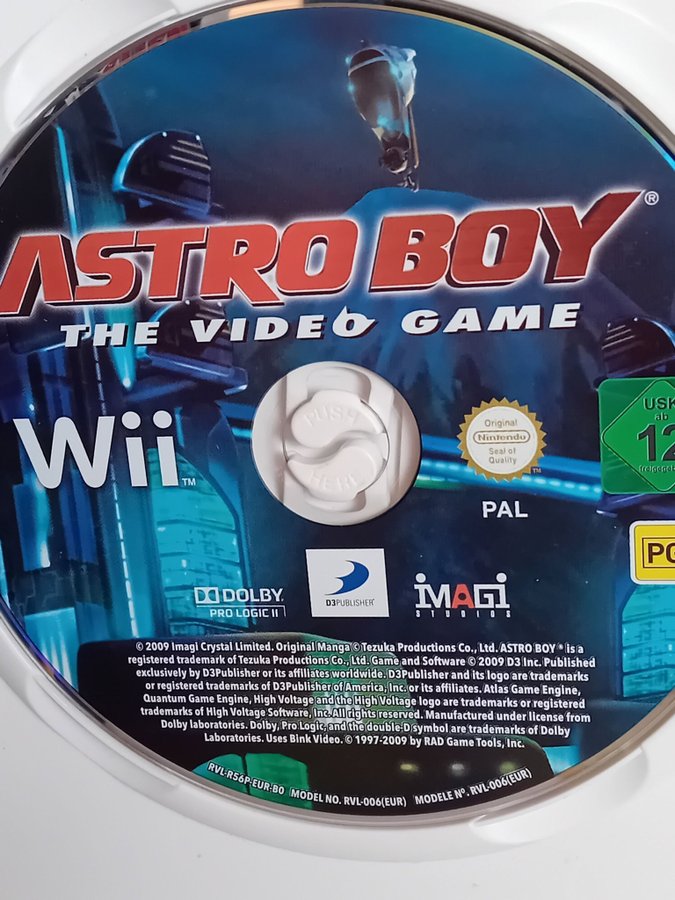 ASTRO BOY®
THE VIDEO GAME
Wii™
PUSH
HERE
Original
Nintendo
Seal of
Quality
TM
PAL
USK
ab
12
freigegeben
PG
DOLBY
PRO LOGIC II
D3PUBLISHER
iMAGi
STUDIOS
© 2009 Imagi Crystal Limited. Original Manga © Tezuka Productions Co., Ltd. ASTRO BOY ® is a
registered trademark of Tezuka Productions Co., Ltd. Game and Software © 2009 D3 Inc. Published
exclusively by D3Publisher or its affiliates worldwide. D3Publisher and its logo are trademarks
or registered trademarks of D3Publisher of America, Inc. or its affiliates. Atlas Game Engine,
Quantum Game Engine, High Voltage and the High Voltage logo are trademarks or registered
trademarks of High Voltage Software, Inc. All rights reserved. Manufactured under license from
Dolby laboratories. Dolby, Pro Logic, and the double-D symbol are trademarks of Dolby
Laboratories. Uses Bink Video. © 1997-2009 by RAD Game Tools, Inc.
RVL-R56P-EUR-B0 MODEL NO. RVL-006(EUR) MODELE Nº. RVL-006(EUR)